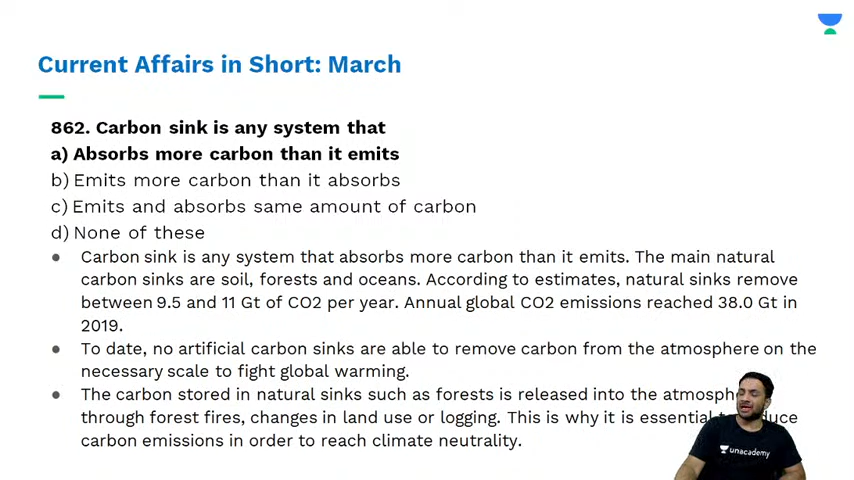 Current Affairs in Short: March
862. Carbon sink is any system that
a) Absorbs more carbon than it emits
b) Emits more carbon than it absorbs
c) Emits and absorbs same amount of carbon
d) None of these
• Carbon sink is any system that absorbs more carbon than it emits. The main natural
carbon sinks are soil, forests and oceans. According to estimates, natural sinks remove
between 9.5 and 11 Gt of CO2 per year. Annual global CO2 emissions reached 38.0 Gt in
2019.
• To date, no artificial carbon sinks are able to remove carbon from the atmosphere on the
necessary scale to fight global warming.
• The carbon stored in natural sinks such as forests is released into the
through forest fires, changes in land use or logging. This is why it is essential
carbon emissions in order to reach climate neutrality.
unacademy